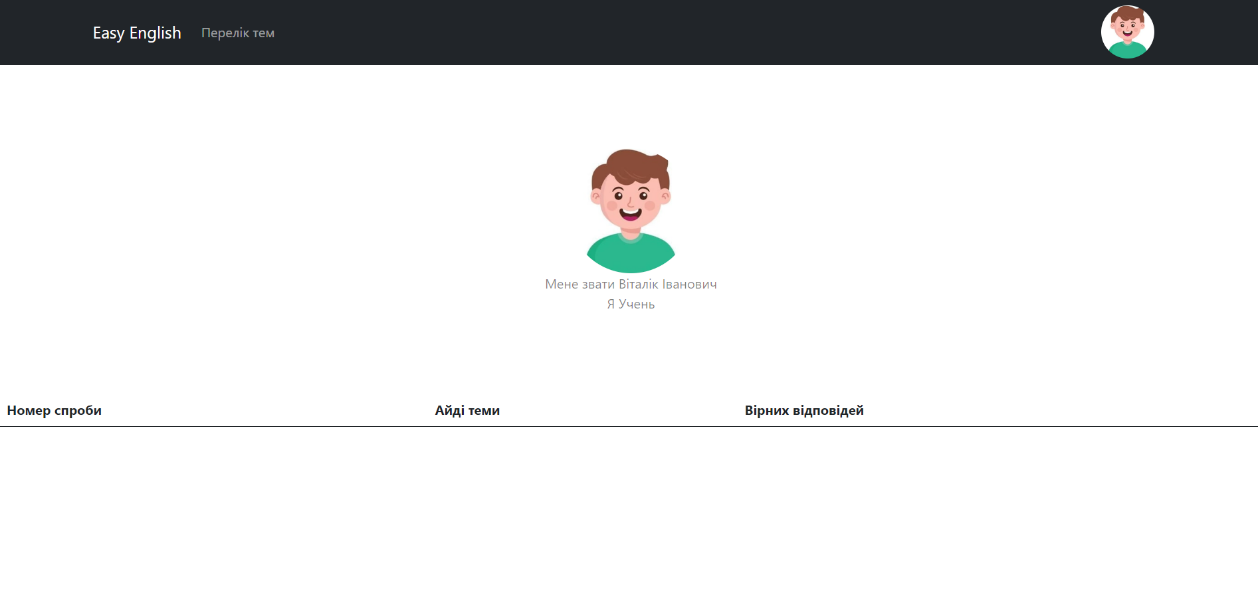 Easy English Перелік тем
Мене звати Віталік Іванович
Я Учень
Номер спроби Айді теми Вірних відповідей